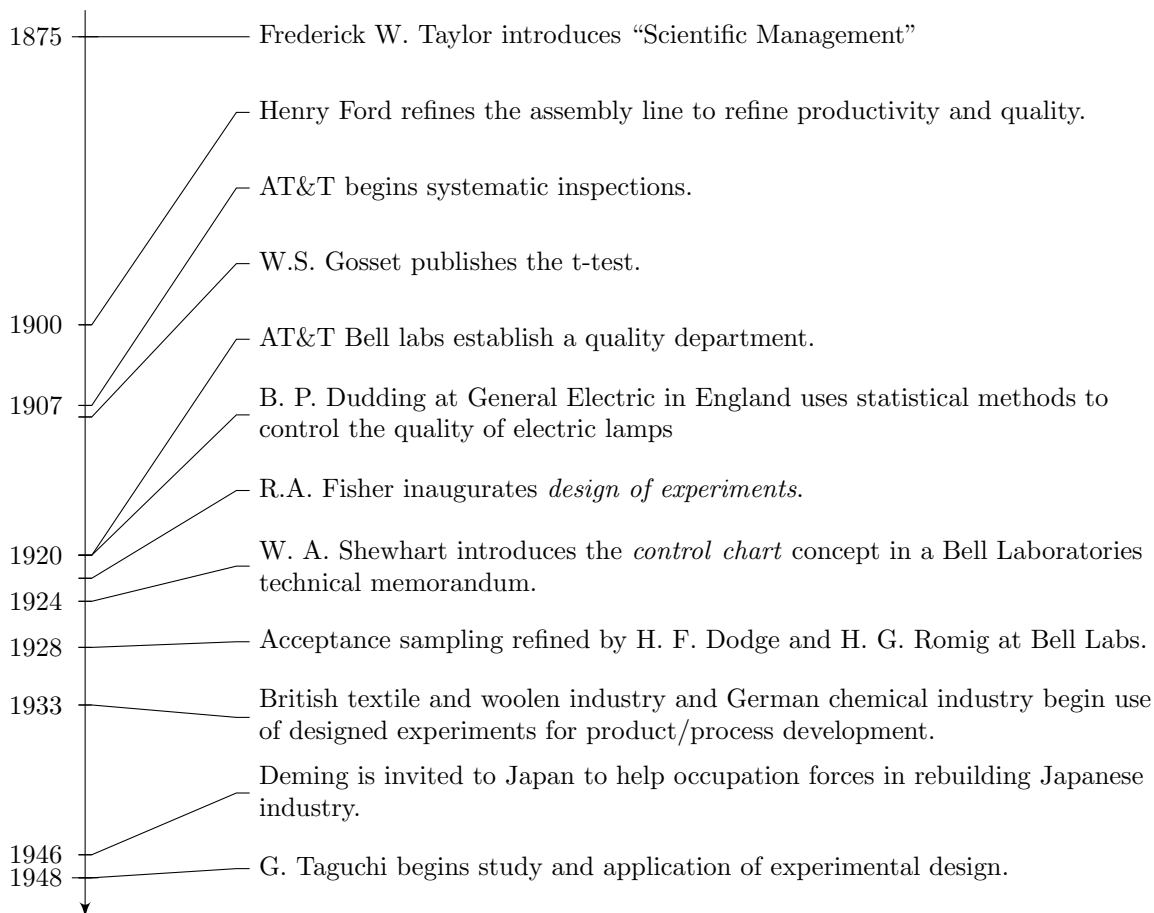 1875 Frederick W. Taylor introduces “Scientific Management”
Henry Ford refines the assembly line to refine productivity and quality.
AT&T begins systematic inspections.
W.S. Gosset publishes the t-test.
1900
AT&T Bell labs establish a quality department.
1907
B. P. Dudding at General Electric in England uses statistical methods to
control the quality of electric lamps
R.A. Fisher inaugurates design of experiments.
1920
W. A. Shewhart introduces the control chart concept in a Bell Laboratories
technical memorandum.
1924
1928 Acceptance sampling refined by H. F. Dodge and H. G. Romig at Bell Labs.
1933 British textile and woolen industry and German chemical industry begin use
of designed experiments for product/process development.
Deming is invited to Japan to help occupation forces in rebuilding Japanese
industry.
1946
1948 G. Taguchi begins study and application of experimental design.